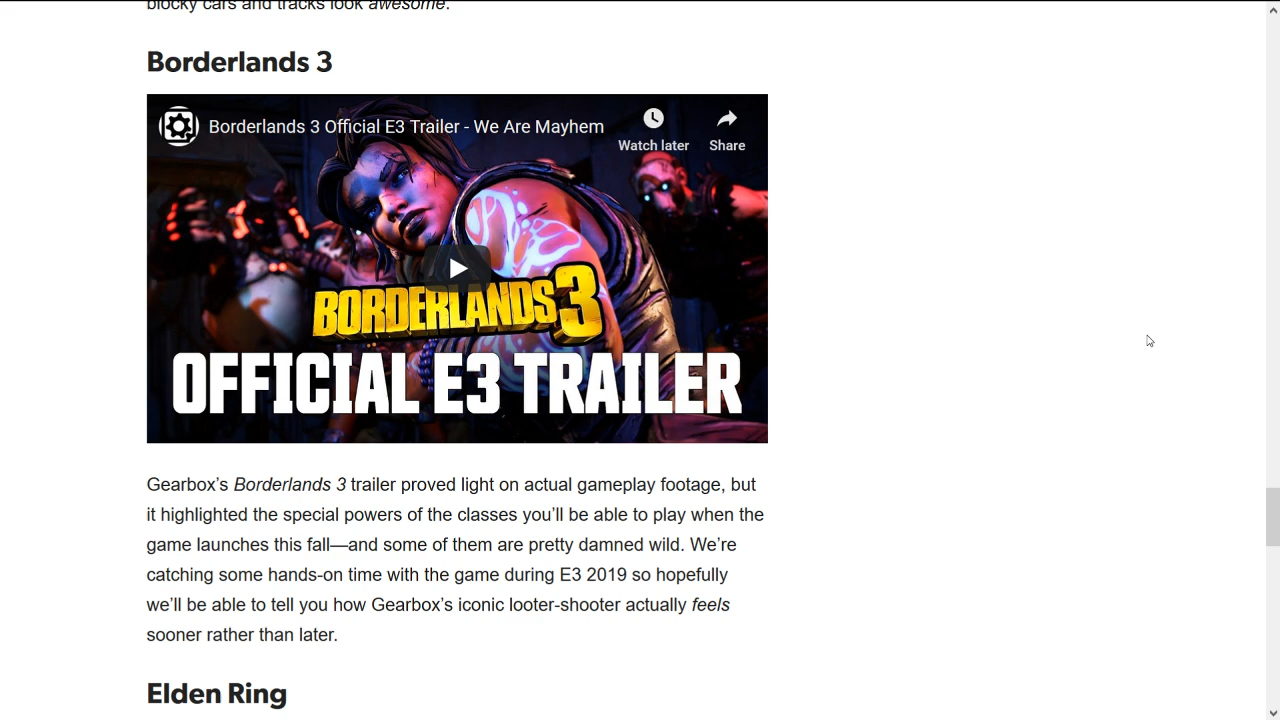 blocky cars and tracks look awesome.
Borderlands 3
Borderlands 3 Official E3 Trailer - We Are Mayhem
Watch later
Share
BORDERLANDS 3
OFFICIAL E3 TRAILER
Gearbox’s Borderlands 3 trailer proved light on actual gameplay footage, but
it highlighted the special powers of the classes you’ll be able to play when the
game launches this fall—and some of them are pretty damned wild. We’re
catching some hands-on time with the game during E3 2019 so hopefully
we’ll be able to tell you how Gearbox’s iconic looter-shooter actually feels
sooner rather than later.
Elden Ring